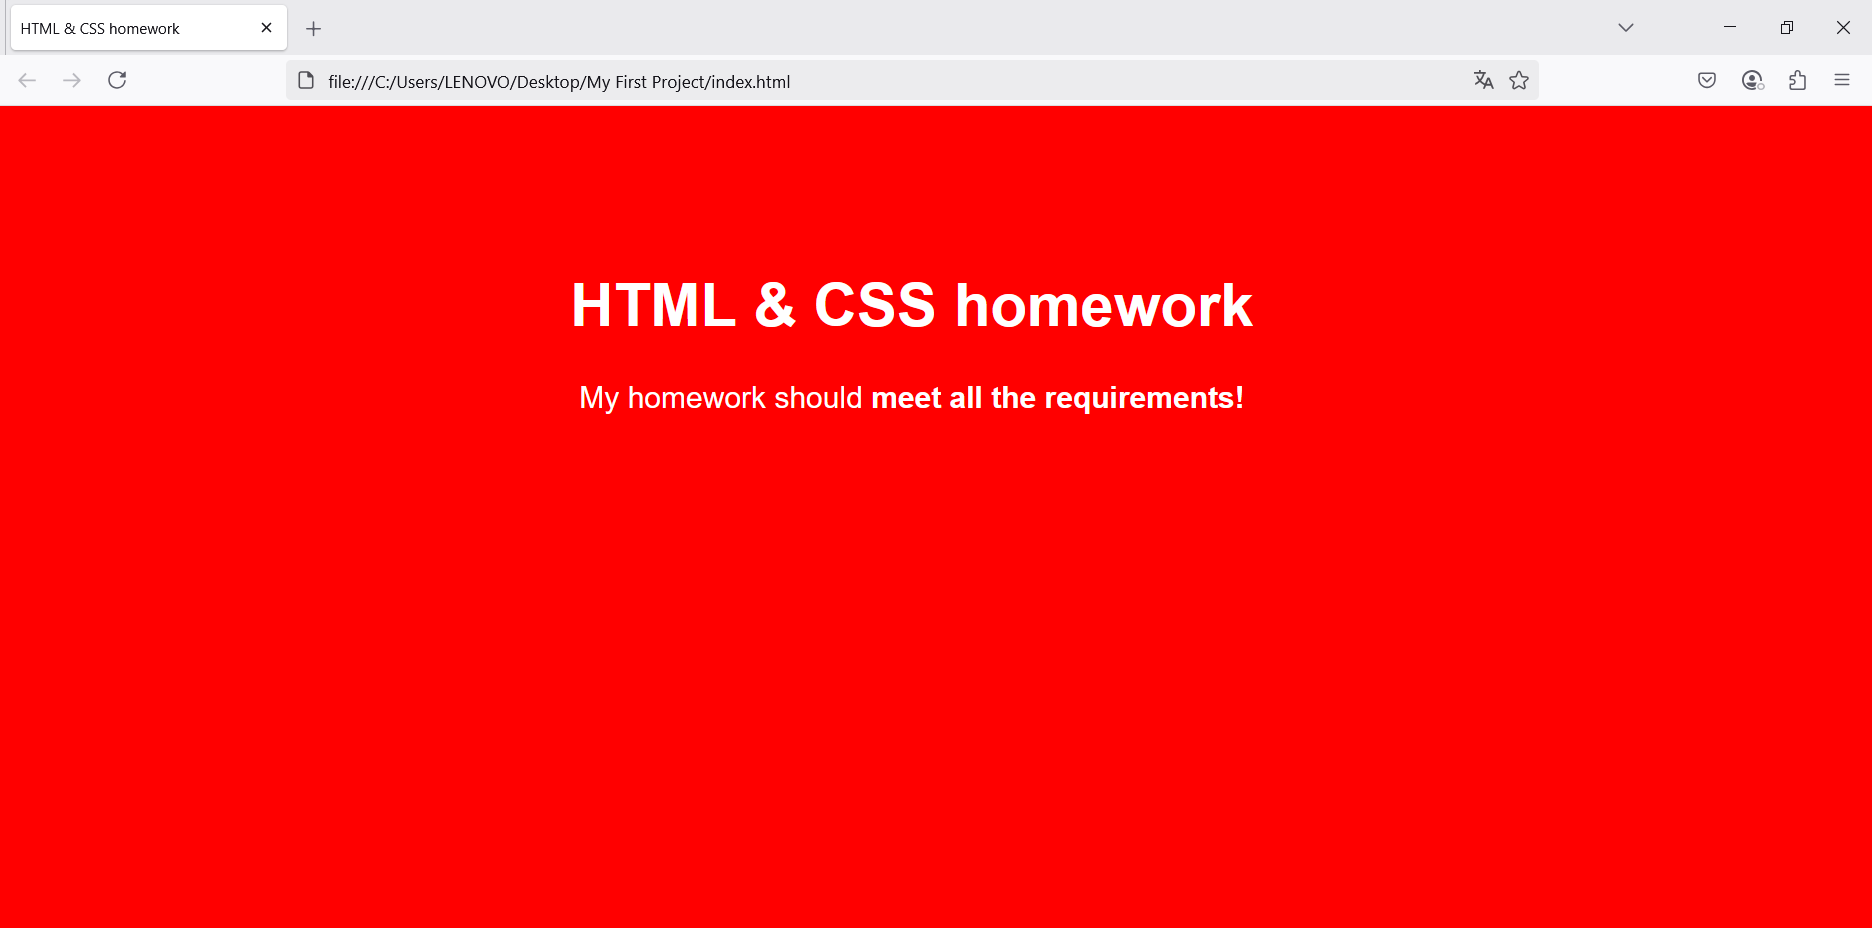 HTML & CSS homework
file:///C:/Users/LENOVO/Desktop/My First Project/index.html
HTML & CSS homework
My homework should meet all the requirements!